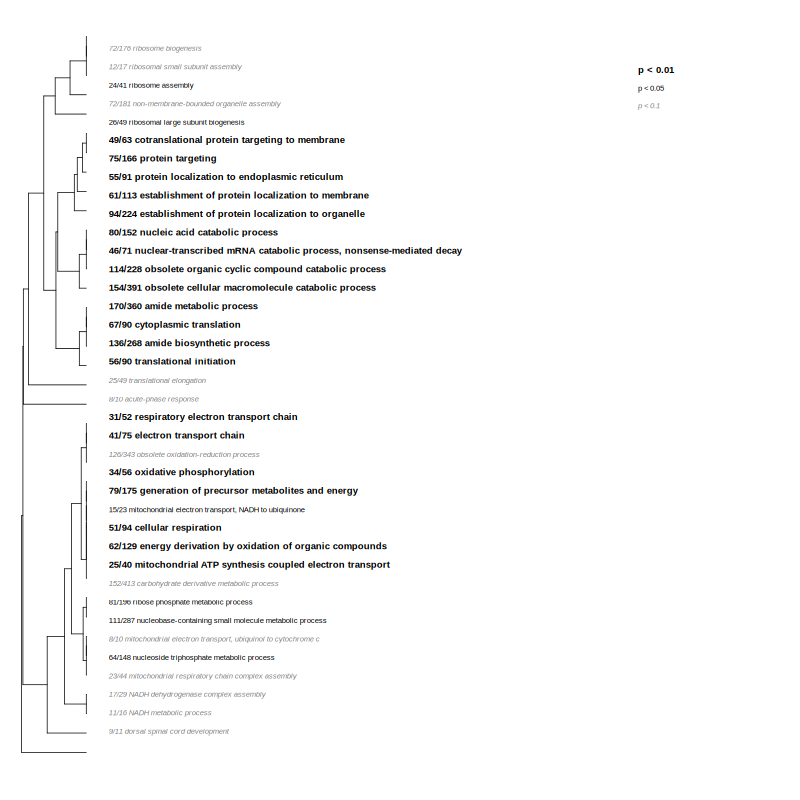 72/176 ribosome biogenesis
12/17 ribosomal small subunit assembly
24/41 ribosome assembly
72/181 non-membrane-bounded organelle assembly
26/49 ribosomal large subunit biogenesis
49/63 cotranslational protein targeting to membrane
75/166 protein targeting
55/91 protein localization to endoplasmic reticulum
61/113 establishment of protein localization to membrane
94/224 establishment of protein localization to organelle
80/152 nucleic acid catabolic process
46/71 nuclear-transcribed mRNA catabolic process, nonsense-mediated decay
114/228 obsolete organic cyclic compound catabolic process
154/391 obsolete cellular macromolecule catabolic process
170/360 amide metabolic process
67/90 cytoplasmic translation
136/268 amide biosynthetic process
56/90 translational initiation
25/49 translational elongation
8/10 acute-phase response
31/52 respiratory electron transport chain
41/75 electron transport chain
126/343 obsolete oxidation-reduction process
34/56 oxidative phosphorylation
79/175 generation of precursor metabolites and energy
15/23 mitochondrial electron transport, NADH to ubiquinone
51/94 cellular respiration
62/129 energy derivation by oxidation of organic compounds
25/40 mitochondrial ATP synthesis coupled electron transport
152/413 carbohydrate derivative metabolic process
81/196 ribose phosphate metabolic process
111/287 nucleobase-containing small molecule metabolic process
8/10 mitochondrial electron transport, ubiquinol to cytochrome c
64/148 nucleoside triphosphate metabolic process
23/44 mitochondrial respiratory chain complex assembly
17/29 NADH dehydrogenase complex assembly
11/16 NADH metabolic process
9/11 dorsal spinal cord development
p < 0.01
p < 0.05
p < 0.1